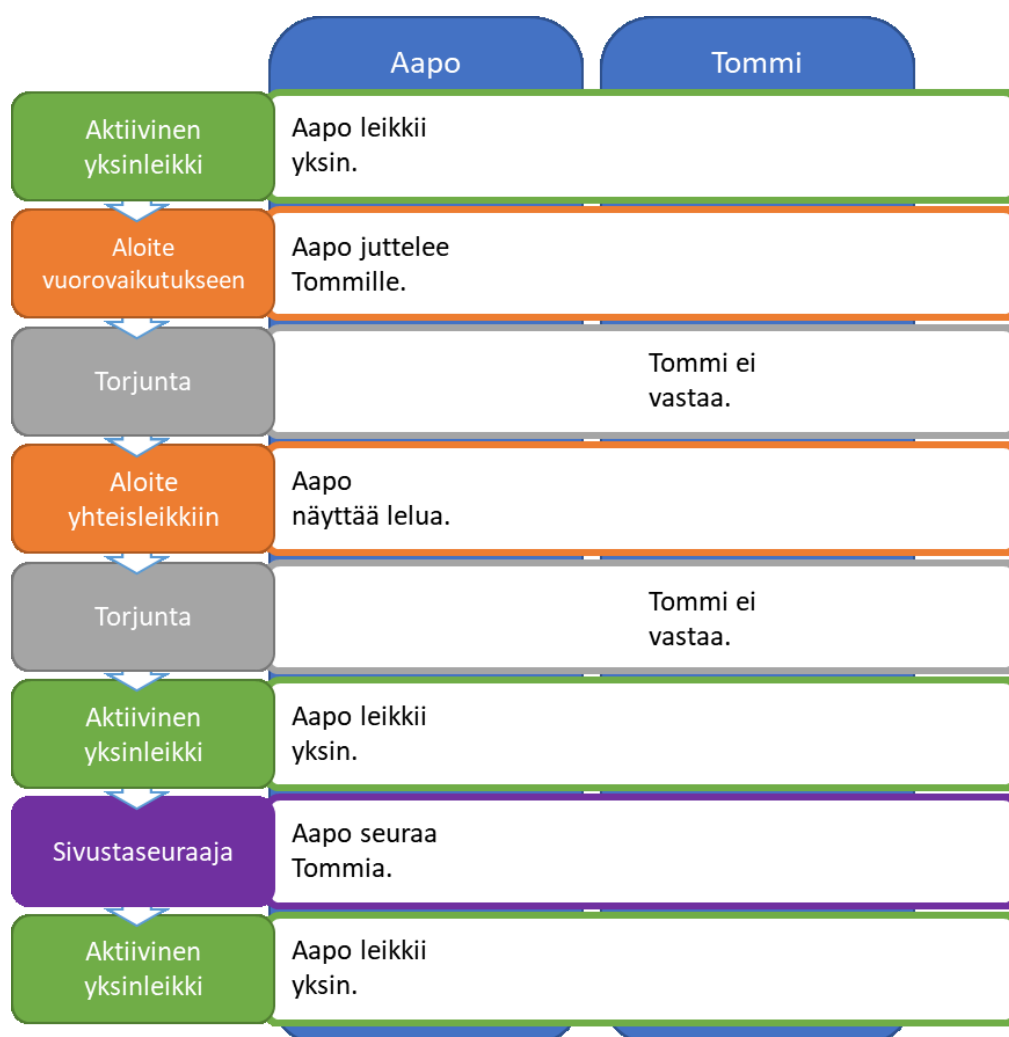 Aapo
Tommi
Aktiivinen
yksinleikki
Aapo leikkii
yksin.
Aloite
vuorovaikutukseen
Aapo juttelee
Tommille.
Torjunta
Tommi ei
vastaa.
Aloite
yhteisleikkiin
Aapo
näyttää lelua.
Torjunta
Tommi ei
vastaa.
Aktiivinen
yksinleikki
Aapo leikkii
yksin.
Sivustaseuraaja
Aapo seuraa
Tommia.
Aktiivinen
yksinleikki
Aapo leikkii
yksin.